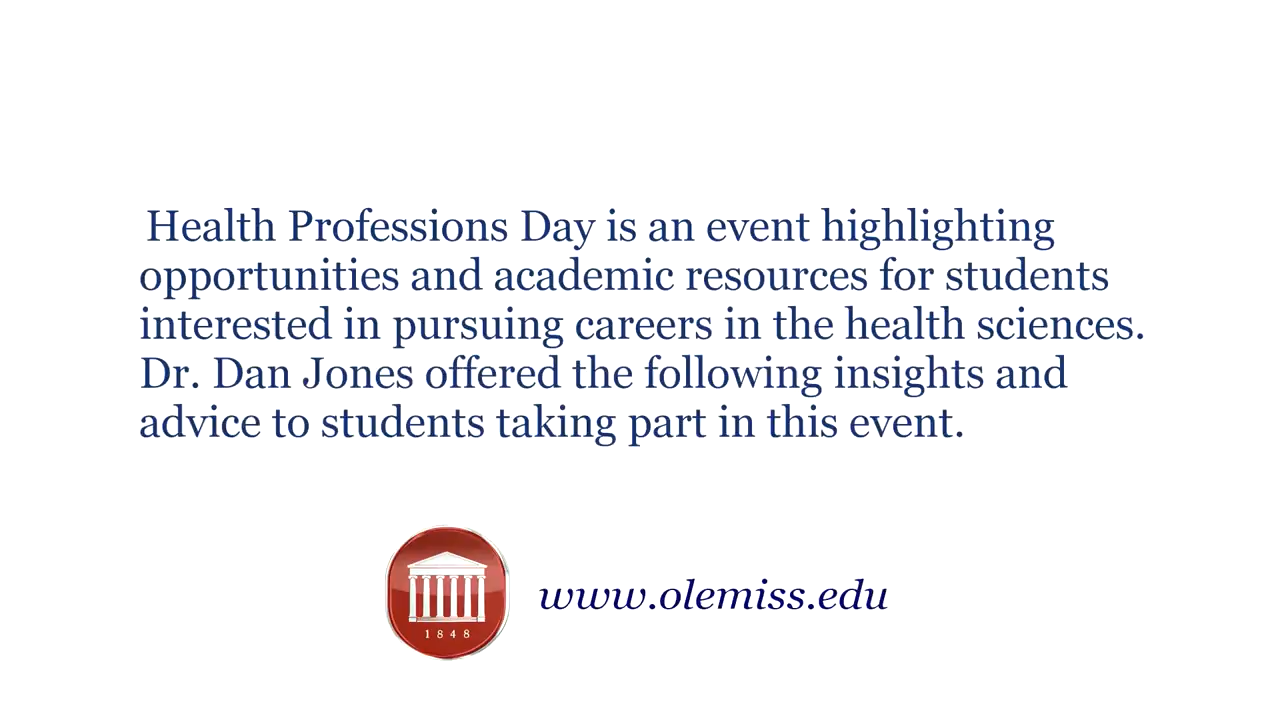 Health Professions Day is an event highlighting
opportunities and academic resources for students
interested in pursuing careers in the health sciences.
Dr. Dan Jones offered the following insights and
advice to students taking part in this event.
1848
www.olemiss.edu